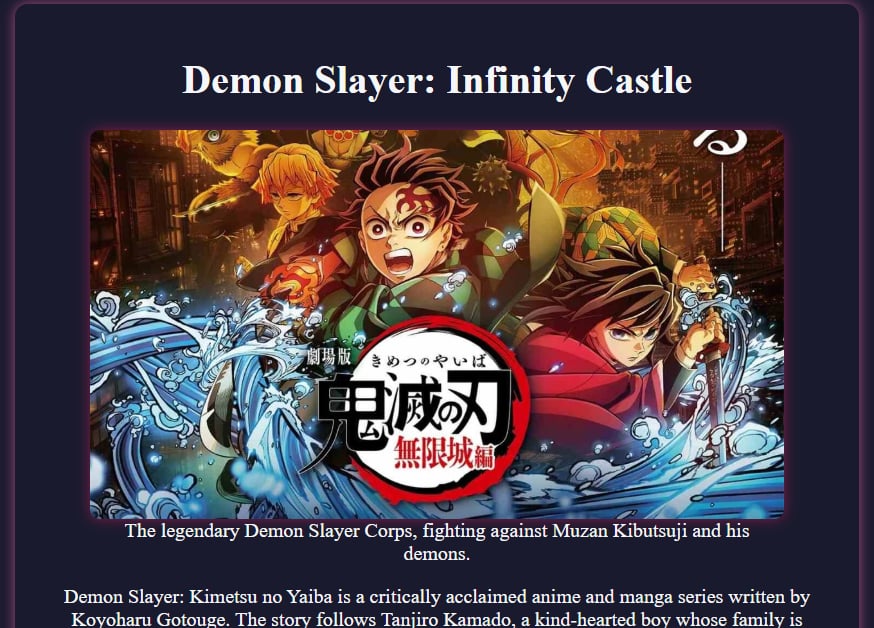 Demon Slayer: Infinity Castle
る
劇場版
きめつのやいば
鬼滅の刃
無限城編
The legendary Demon Slayer Corps, fighting against Muzan Kibutsuji and his
demons.
Demon Slayer: Kimetsu no Yaiba is a critically acclaimed anime and manga series written by
Koyoharu Gotouge. The story follows Tanjiro Kamado, a kind-hearted boy whose family is